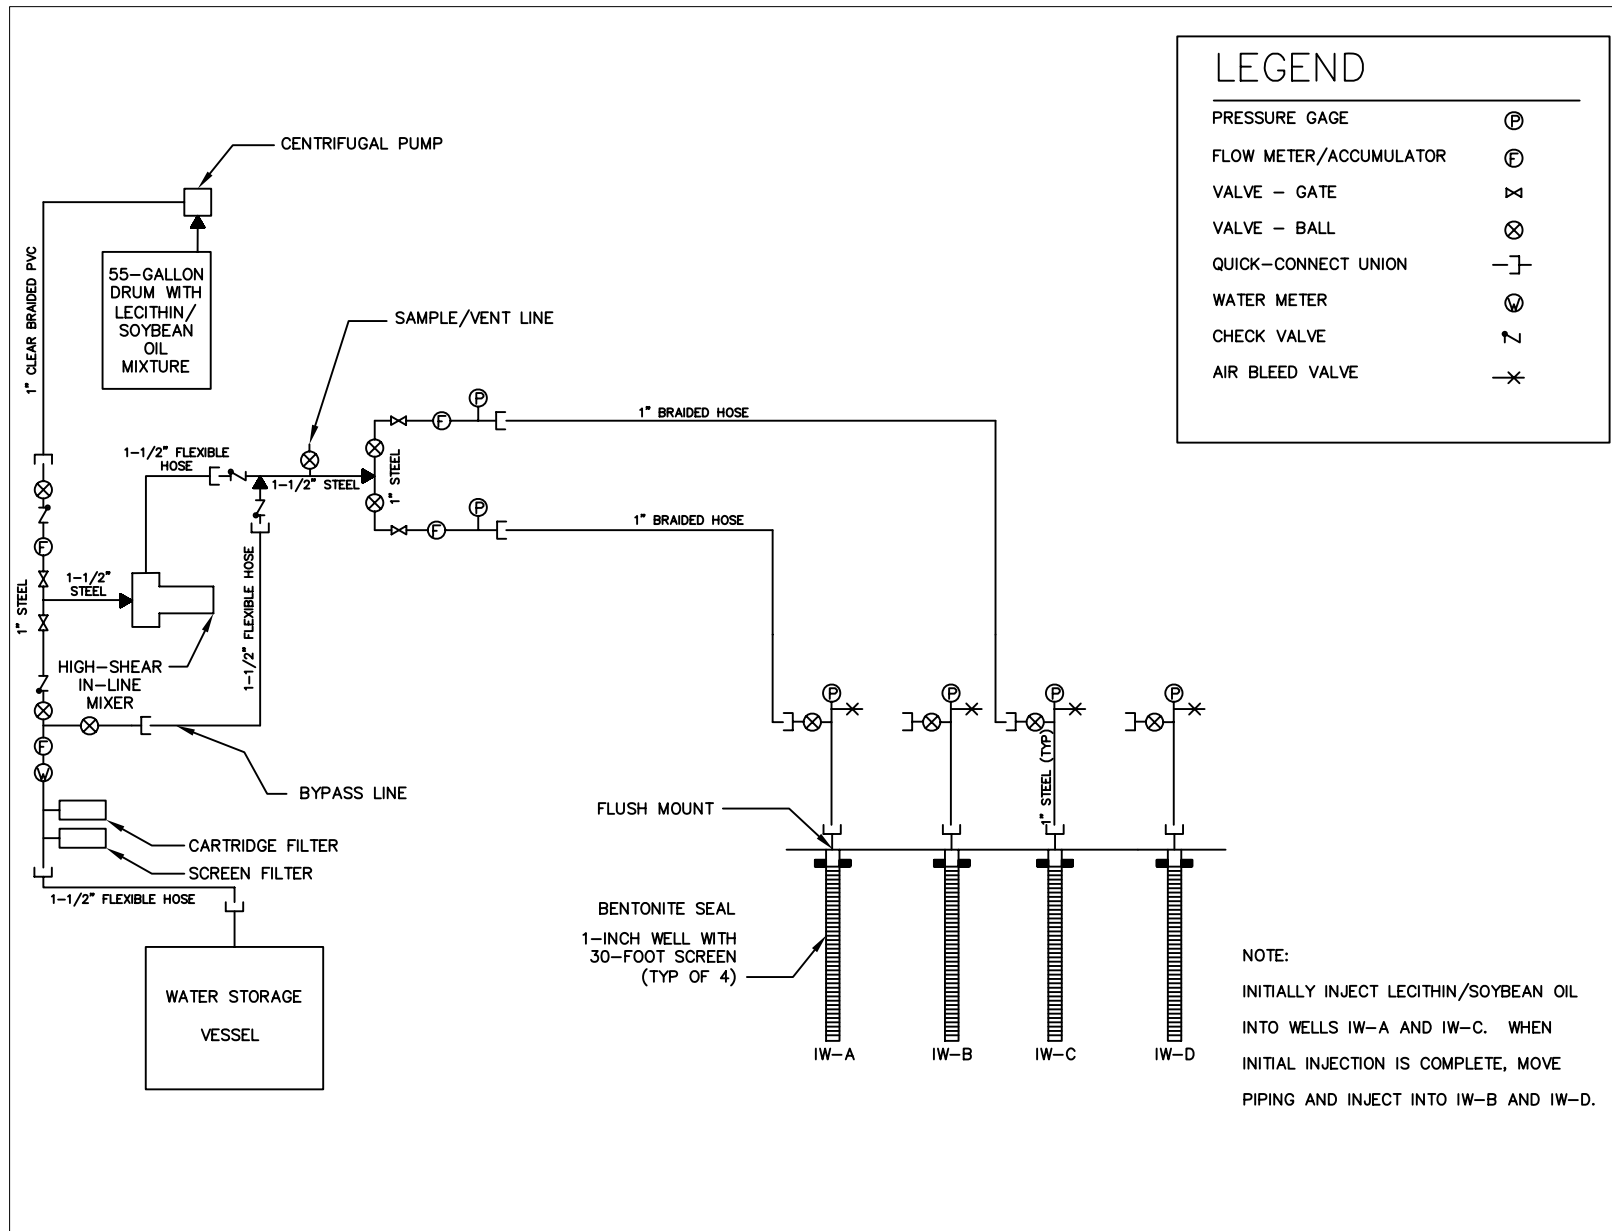 LEGEND
PRESSURE GAGE
P
FLOW METER/ACCUMULATOR
F
VALVE – GATE
VALVE – BALL
QUICK–CONNECT UNION
WATER METER
W
CHECK VALVE
AIR BLEED VALVE
CENTRIFUGAL PUMP
1" CLEAR BRAIDED PVC
55–GALLON
DRUM WITH
LECITHIN/
SOYBEAN
OIL
MIXTURE
SAMPLE/VENT LINE
1–1/2" FLEXIBLE
HOSE
1–1/2" STEEL
1" STEEL
P
F
1" BRAIDED HOSE
P
F
1" BRAIDED HOSE
F
1–1/2"
STEEL
1" STEEL
1–1/2" FLEXIBLE HOSE
HIGH–SHEAR
IN–LINE
MIXER
F
W
BYPASS LINE
CARTRIDGE FILTER
SCREEN FILTER
1–1/2" FLEXIBLE HOSE
WATER STORAGE
VESSEL
P
P
P
P
1" STEEL (TYP)
FLUSH MOUNT
BENTONITE SEAL
1–INCH WELL WITH
30–FOOT SCREEN
(TYP OF 4)
IW–A
IW–B
IW–C
IW–D
NOTE:
INITIALLY INJECT LECITHIN/SOYBEAN OIL
INTO WELLS IW–A AND IW–C. WHEN
INITIAL INJECTION IS COMPLETE, MOVE
PIPING AND INJECT INTO IW–B AND IW–D.